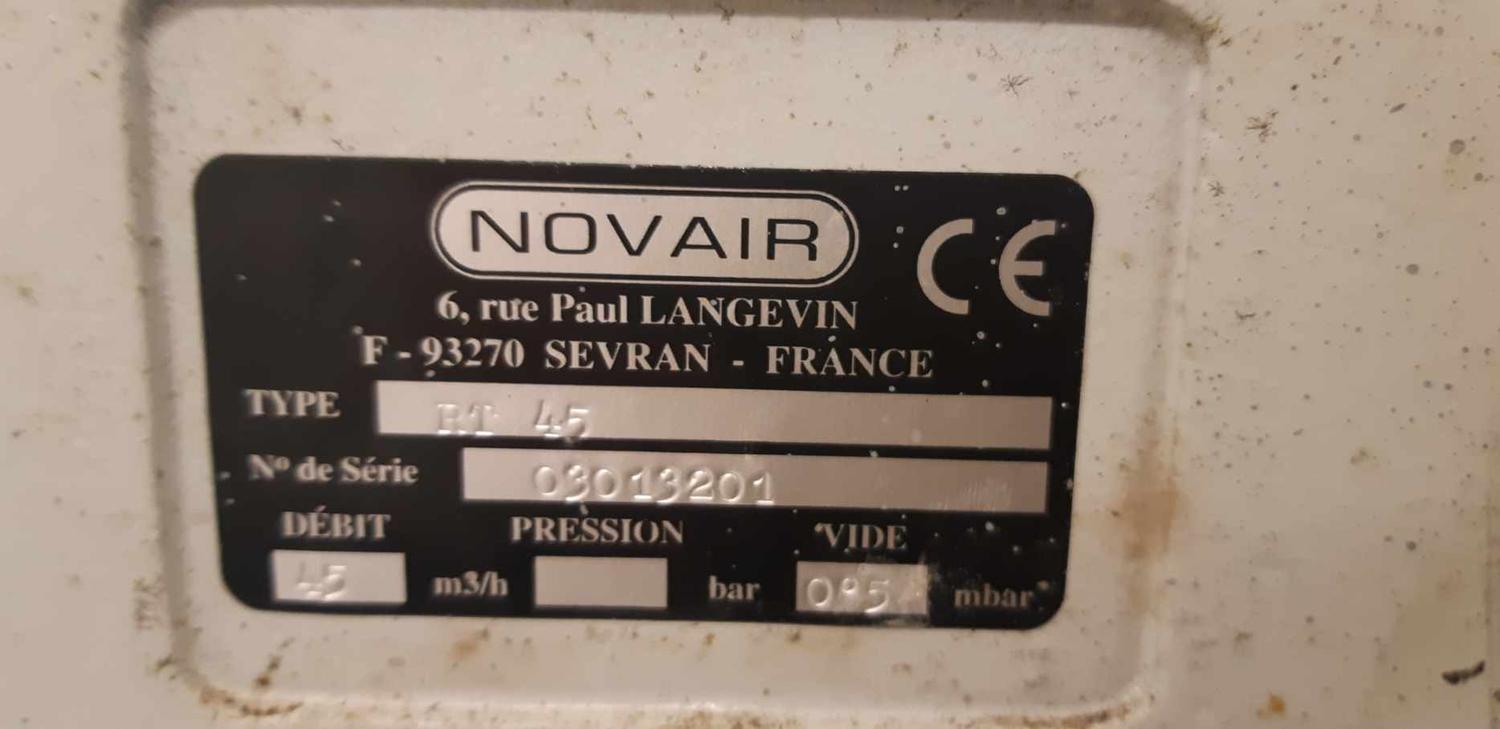 NOVAIR CE
6, rue Paul LANGEVIN
F - 93270 SEVRAN - FRANCE
TYPE RT 45
Nº de Série 03013201
DÉBIT PRESSION VIDE
45 m3/h bar mbar